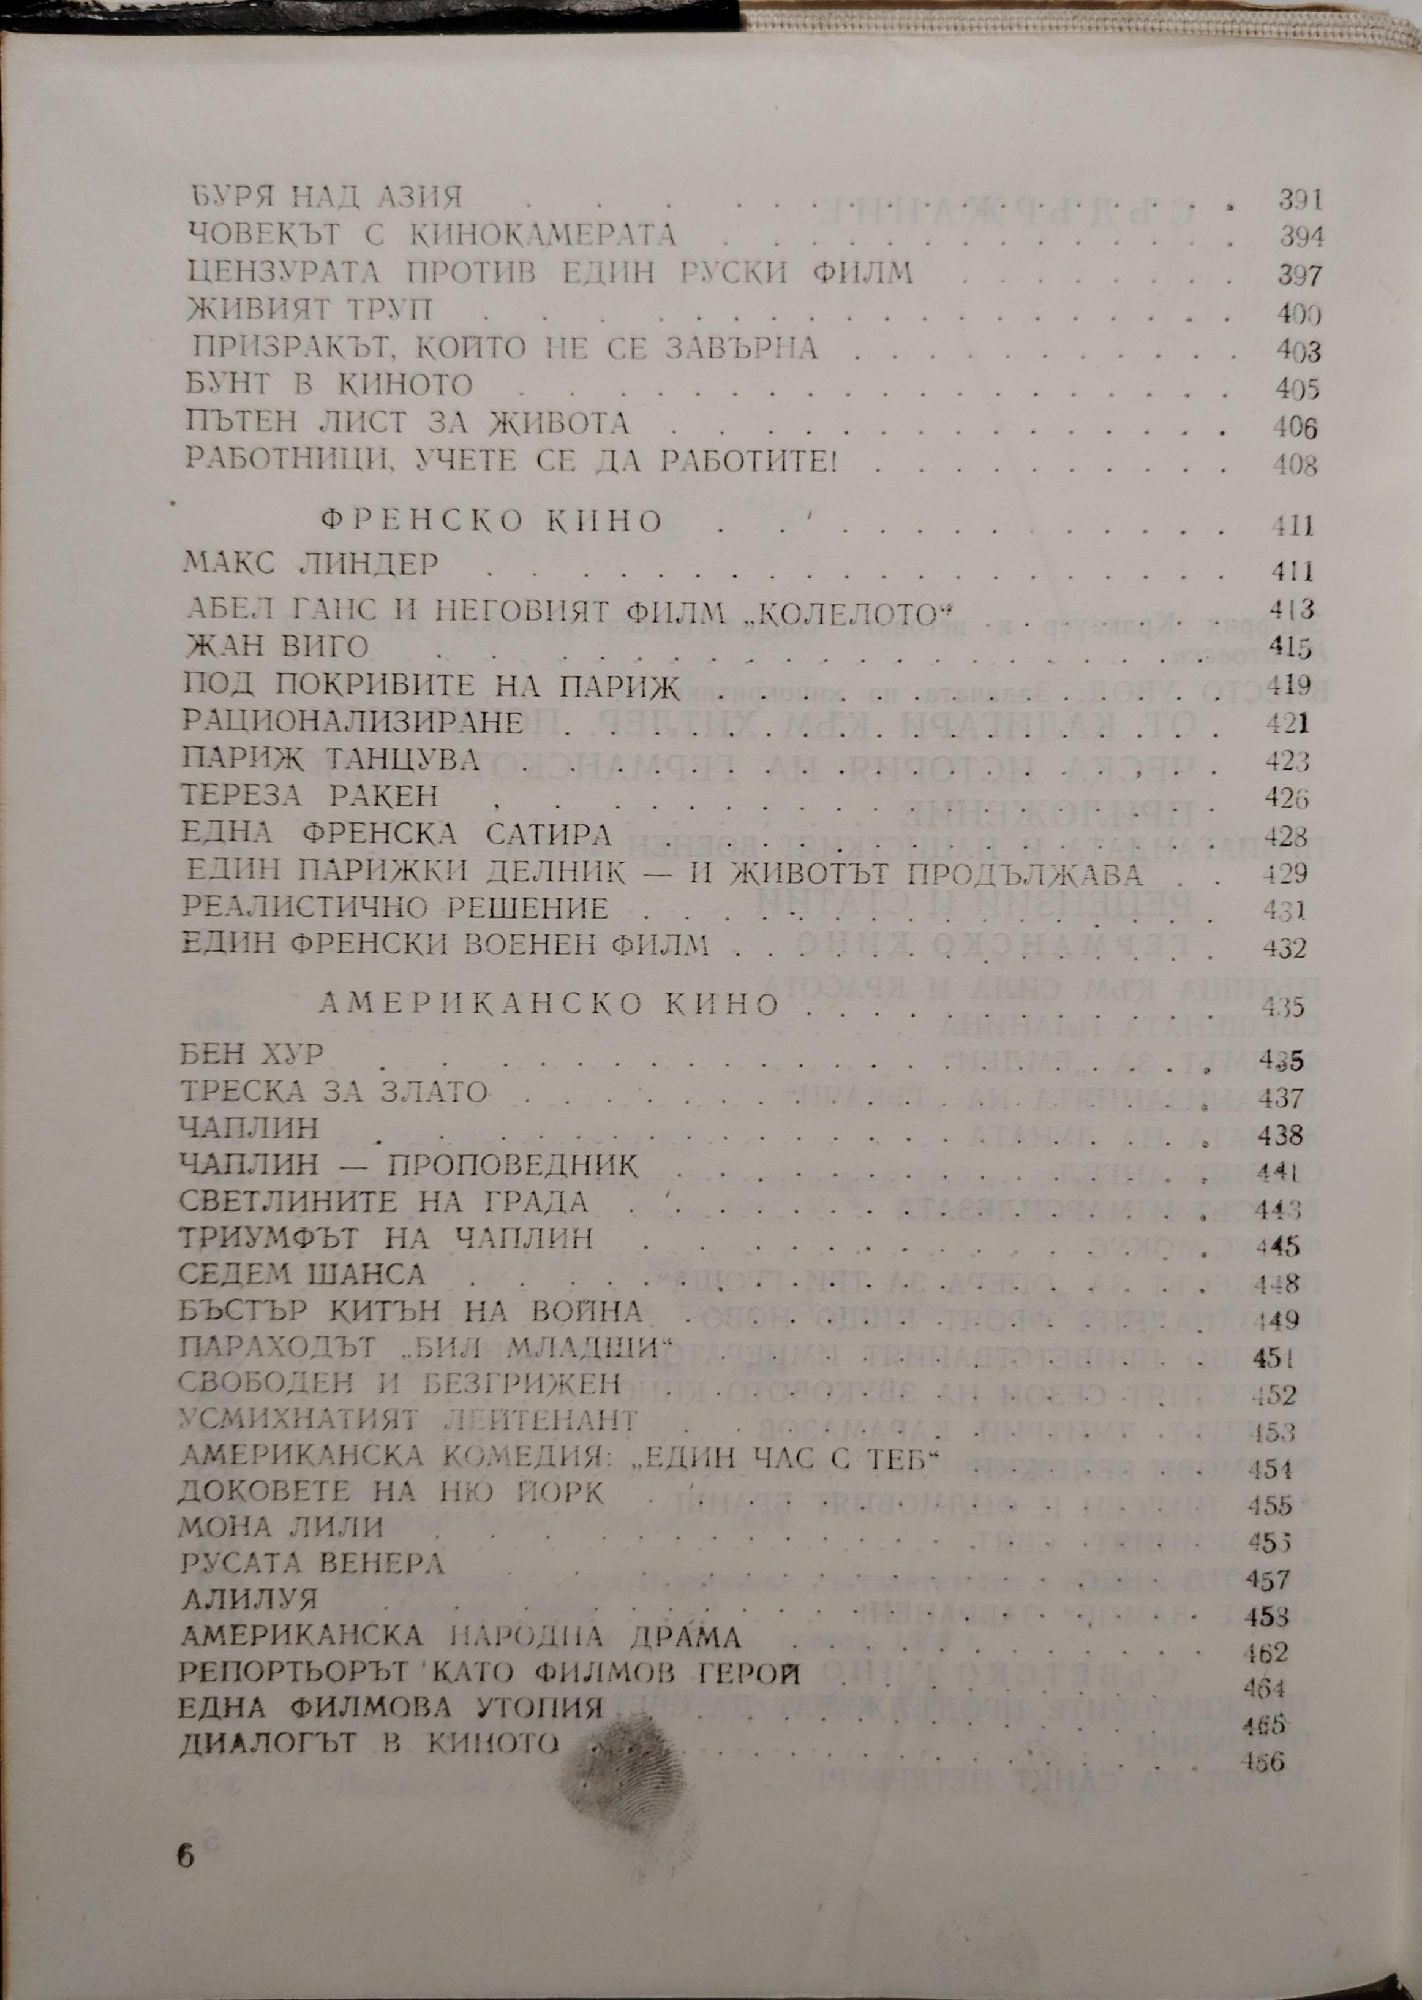 БУРЯ НАД АЗИЯ . . . . . . . . . . . . . . . . 391
ЧОВЕКЪТ С КИНОКАМЕРАТА . . . . . . . . . . . 394
ЦЕНЗУРАТА ПРОТИВ ЕДИН РУСКИ ФИЛМ . . . . . . 397
ЖИВИЯТ ТРУП . . . . . . . . . . . . . . . . 400
ПРИЗРАКЪТ, КОЙТО НЕ СЕ ЗАВЪРНА . . . . . . . 403
БУНТ В КИНОТО . . . . . . . . . . . . . . . 405
ПЪТЕН ЛИСТ ЗА ЖИВОТА . . . . . . . . . . . . 406
РАБОТНИЦИ, УЧЕТЕ СЕ ДА РАБОТИТЕ! . . . . . . 408
ФРЕНСКО КИНО . . . . . . . . . . . 411
МАКС ЛИНДЕР . . . . . . . . . . . . . . . . 411
АБЕЛ ГАНС И НЕГОВИЯТ ФИЛМ „КОЛЕЛОТО“ . . . . . 413
ЖАН ВИГО . . . . . . . . . . . . . . . . . 415
ПОД ПОКРИВИТЕ НА ПАРИЖ . . . . . . . . . . . 419
РАЦИОНАЛИЗИРАНЕ . . . . . . . . . . . . . . 421
ПАРИЖ ТАНЦУВА . . . . . . . . . . . . . . . 423
ТЕРЕЗА РАКЕН . . . . . . . . . . . . . . . 426
ЕДНА ФРЕНСКА САТИРА . . . . . . . . . . . . 428
ЕДИН ПАРИЖКИ ДЕЛНИК — И ЖИВОТЪТ ПРОДЪЛЖАВА . . 429
РЕАЛИСТИЧНО РЕШЕНИЕ . . . . . . . . . . . . 431
ЕДИН ФРЕНСКИ ВОЕНЕН ФИЛМ . . . . . . . . . . 432
АМЕРИКАНСКО КИНО . . . . . . . . . . 435
БЕН ХУР . . . . . . . . . . . . . . . . . 435
ТРЕСКА ЗА ЗЛАТО . . . . . . . . . . . . . . 437
ЧАПЛИН . . . . . . . . . . . . . . . . . . 438
ЧАПЛИН — ПРОПОВЕДНИК . . . . . . . . . . . . 441
СВЕТЛИНИТЕ НА ГРАДА . . . . . . . . . . . . 443
ТРИУМФЪТ НА ЧАПЛИН . . . . . . . . . . . . . 445
СЕДЕМ ШАНСА . . . . . . . . . . . . . . . . 448
БЪСТЪР КИТЪН НА ВОЙНА . . . . . . . . . . . 449
ПАРАХОДЪТ „БИЛ МЛАДШИ“ . . . . . . . . . . . 451
СВОБОДЕН И БЕЗГРИЖЕН . . . . . . . . . . . . 452
УСМИХНАТИЯТ ЛЕЙТЕНАНТ . . . . . . . . . . . 453
АМЕРИКАНСКА КОМЕДИЯ: „ЕДИН ЧАС С ТЕБ“ . . . . 454
ДОКОВЕТЕ НА НЮ ЙОРК . . . . . . . . . . . . 455
МОНА ЛИЛИ . . . . . . . . . . . . . . . . . 455
РУСАТА ВЕНЕРА . . . . . . . . . . . . . . . 457
АЛИЛУЯ . . . . . . . . . . . . . . . . . . 458
АМЕРИКАНСКА НАРОДНА ДРАМА . . . . . . . . . 462
РЕПОРТЬОРЪТ КАТО ФИЛМОВ ГЕРОЙ . . . . . . . . 464
ЕДНА ФИЛМОВА УТОПИЯ . . . . . . . . . . . . 465
ДИАЛОГЪТ В КИНОТО . . . . . . . . . . . . . 466
6